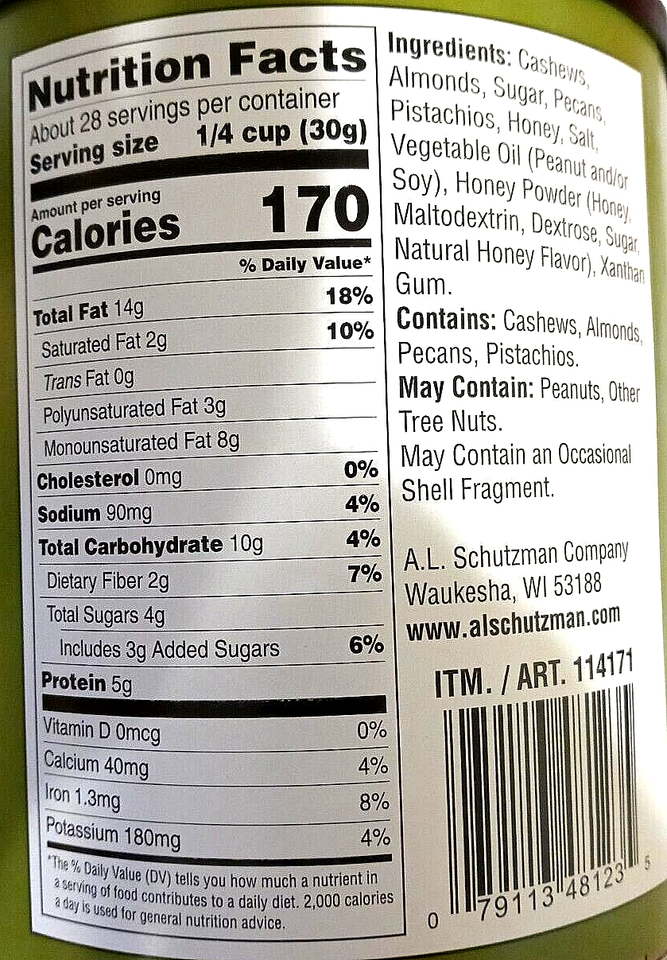 Nutrition Facts
About 28 servings per container
Serving size 1/4 cup (30g)
Amount per serving
Calories 170
% Daily Value*
Total Fat 14g 18%
Saturated Fat 2g 10%
Trans Fat 0g
Polyunsaturated Fat 3g
Monounsaturated Fat 8g
Cholesterol 0mg 0%
Sodium 90mg 4%
Total Carbohydrate 10g 4%
Dietary Fiber 2g 7%
Total Sugars 4g
Includes 3g Added Sugars 6%
Protein 5g
Vitamin D 0mcg 0%
Calcium 40mg 4%
Iron 1.3mg 8%
Potassium 180mg 4%
*The % Daily Value (DV) tells you how much a nutrient in
a serving of food contributes to a daily diet. 2,000 calories
a day is used for general nutrition advice.
Ingredients: Cashews,
Almonds, Sugar, Pecans,
Pistachios, Honey, Salt,
Vegetable Oil (Peanut and/or
Soy), Honey Powder (Honey,
Maltodextrin, Dextrose, Sugar,
Natural Honey Flavor), Xanthan
Gum.
Contains: Cashews, Almonds,
Pecans, Pistachios.
May Contain: Peanuts, Other
Tree Nuts.
May Contain an Occasional
Shell Fragment.
A.L. Schutzman Company
Waukesha, WI 53188
www.alschutzman.com
ITM. / ART. 114171
0 79113 48123 5